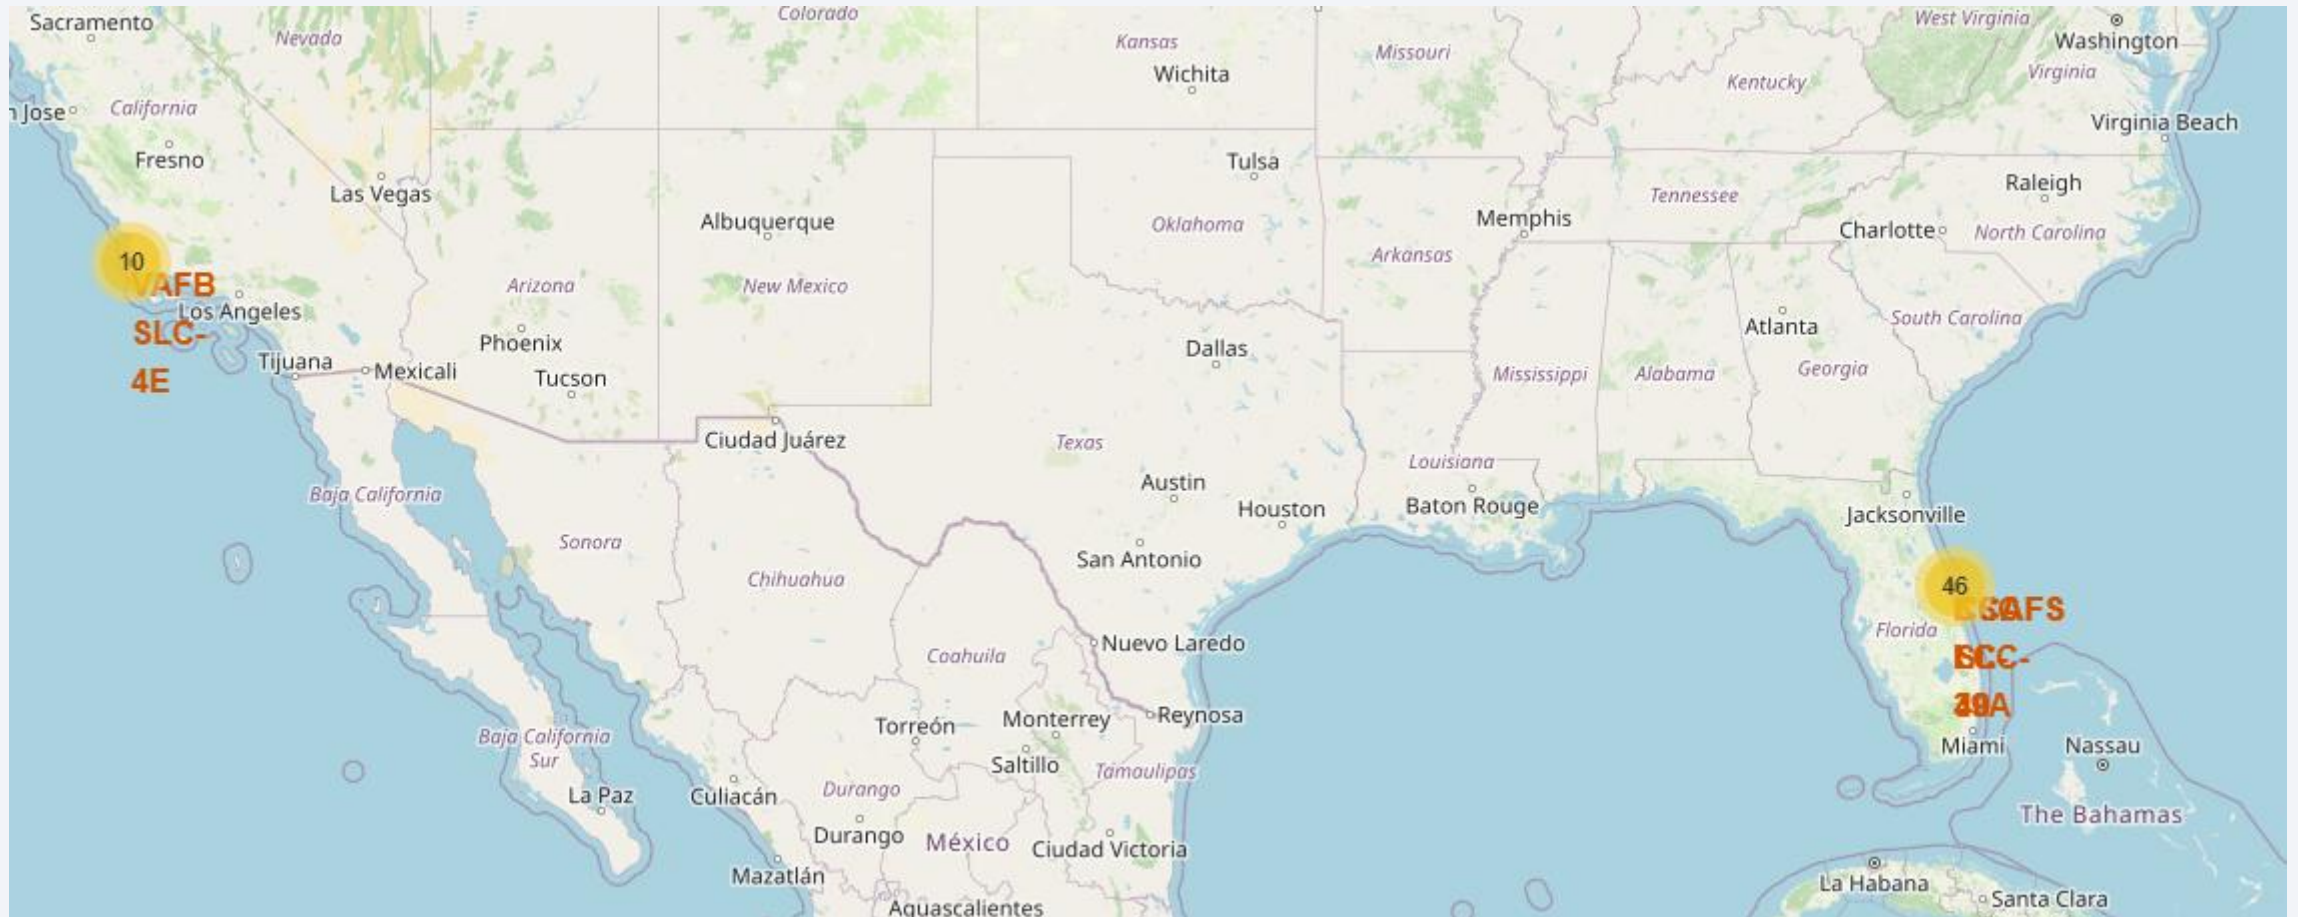 Sacramento
Nevada
Colorado
Kansas
Missouri
West Virginia
Washington
Wichita
Kentucky
Virginia
n Jose
California
Virginia Beach
Fresno
Tulsa
Las Vegas
Raleigh
Tennessee
Albuquerque
Oklahoma
Memphis
Charlotte
North Carolina
10
VAFB
SLC-
4E
Arizona
New Mexico
Arkansas
Los Angeles
South Carolina
Atlanta
Phoenix
Dallas
Tijuana
Mexicali
Tucson
Mississippi
Alabama
Georgia
Ciudad Juárez
Texas
Louisiana
Baja California
Austin
Houston
Baton Rouge
Jacksonville
Sonora
San Antonio
Chihuahua
46
Florida
Nuevo Laredo
Coahuila
Reynosa
Torreón
Monterrey
Baja California
Sur
Saltillo
Tamaulipas
Miami
Nassau
La Paz
Culiacán
Durango
The Bahamas
Durango
México
Ciudad Victoria
Mazatlán
La Habana
Santa Clara
Aguascalientes